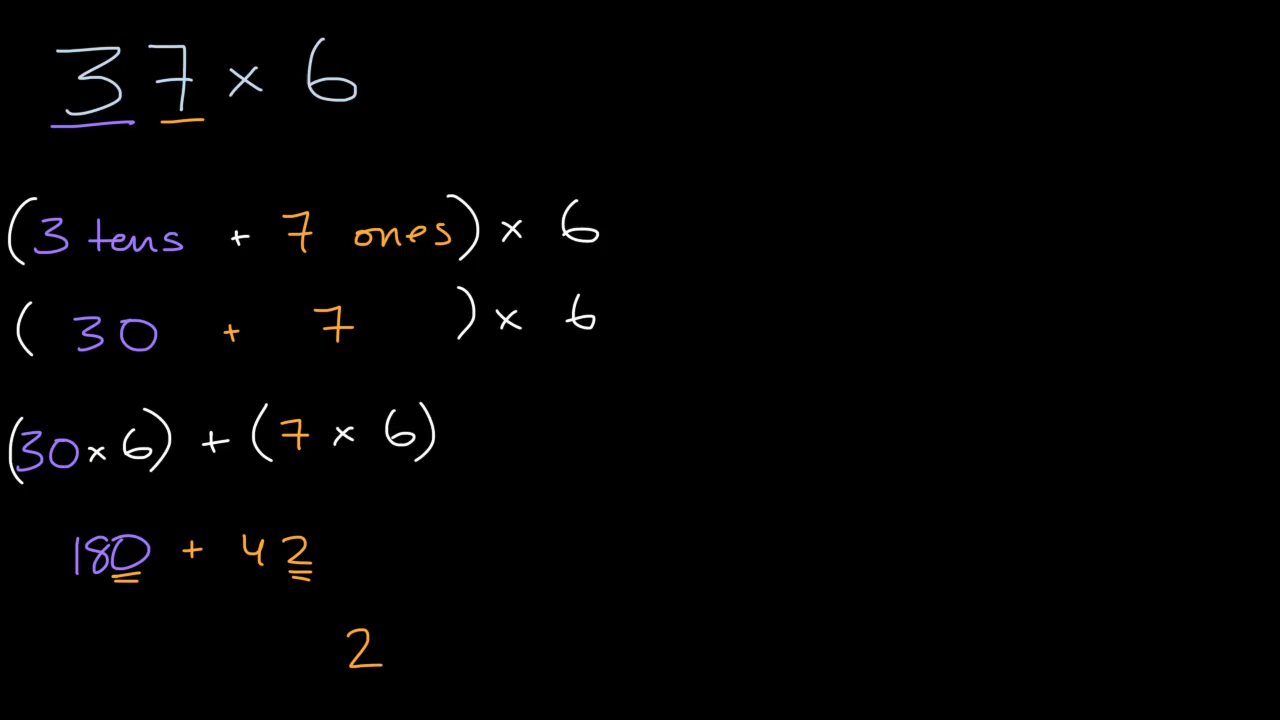 37 × 6
(3 tens + 7 ones) × 6
( 30 + 7 ) × 6
(30 × 6) + (7 × 6)
180 + 42
2